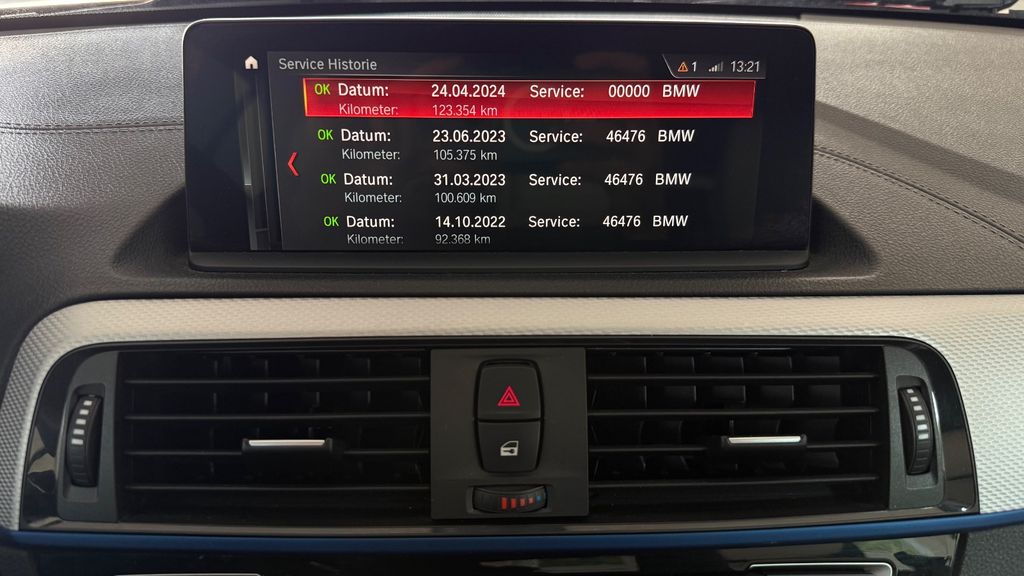 Service Historie 1 13:21
OK Datum: 24.04.2024 Service: 00000 BMW
Kilometer: 123.354 km
OK Datum: 23.06.2023 Service: 46476 BMW
Kilometer: 105.375 km
OK Datum: 31.03.2023 Service: 46476 BMW
Kilometer: 100.609 km
OK Datum: 14.10.2022 Service: 46476 BMW
Kilometer: 92.368 km